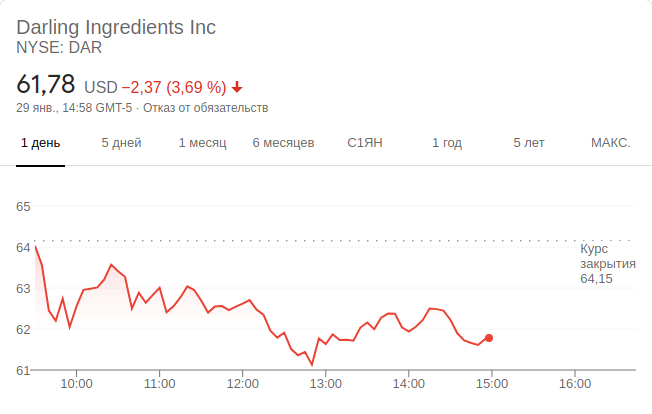 Darling Ingredients Inc
NYSE: DAR
61,78 USD −2,37 (3,69 %)
29 янв., 14:58 GMT-5 · Отказ от обязательств
1 день 5 дней 1 месяц 6 месяцев С1ЯН 1 год 5 лет МАКС.
65
64
63
62
61
Курс
закрытия
64,15
10:00 11:00 12:00 13:00 14:00 15:00 16:00